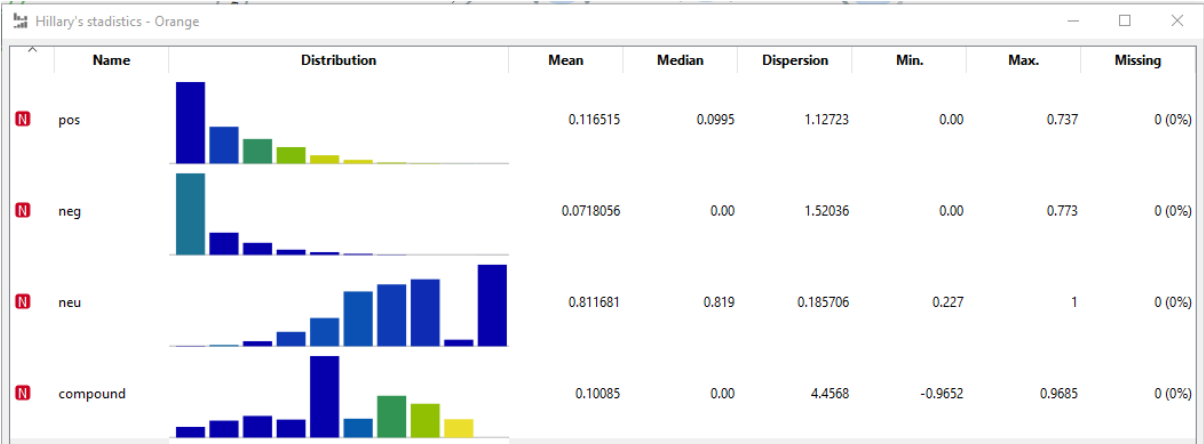 Hillary's stadistics - Orange
Name Distribution Mean Median Dispersion Min. Max. Missing
N pos 0.116515 0.0995 1.12723 0.00 0.737 0 (0%)
N neg 0.0718056 0.00 1.52036 0.00 0.773 0 (0%)
N neu 0.811681 0.819 0.185706 0.227 1 0 (0%)
N compound 0.10085 0.00 4.4568 -0.9652 0.9685 0 (0%)